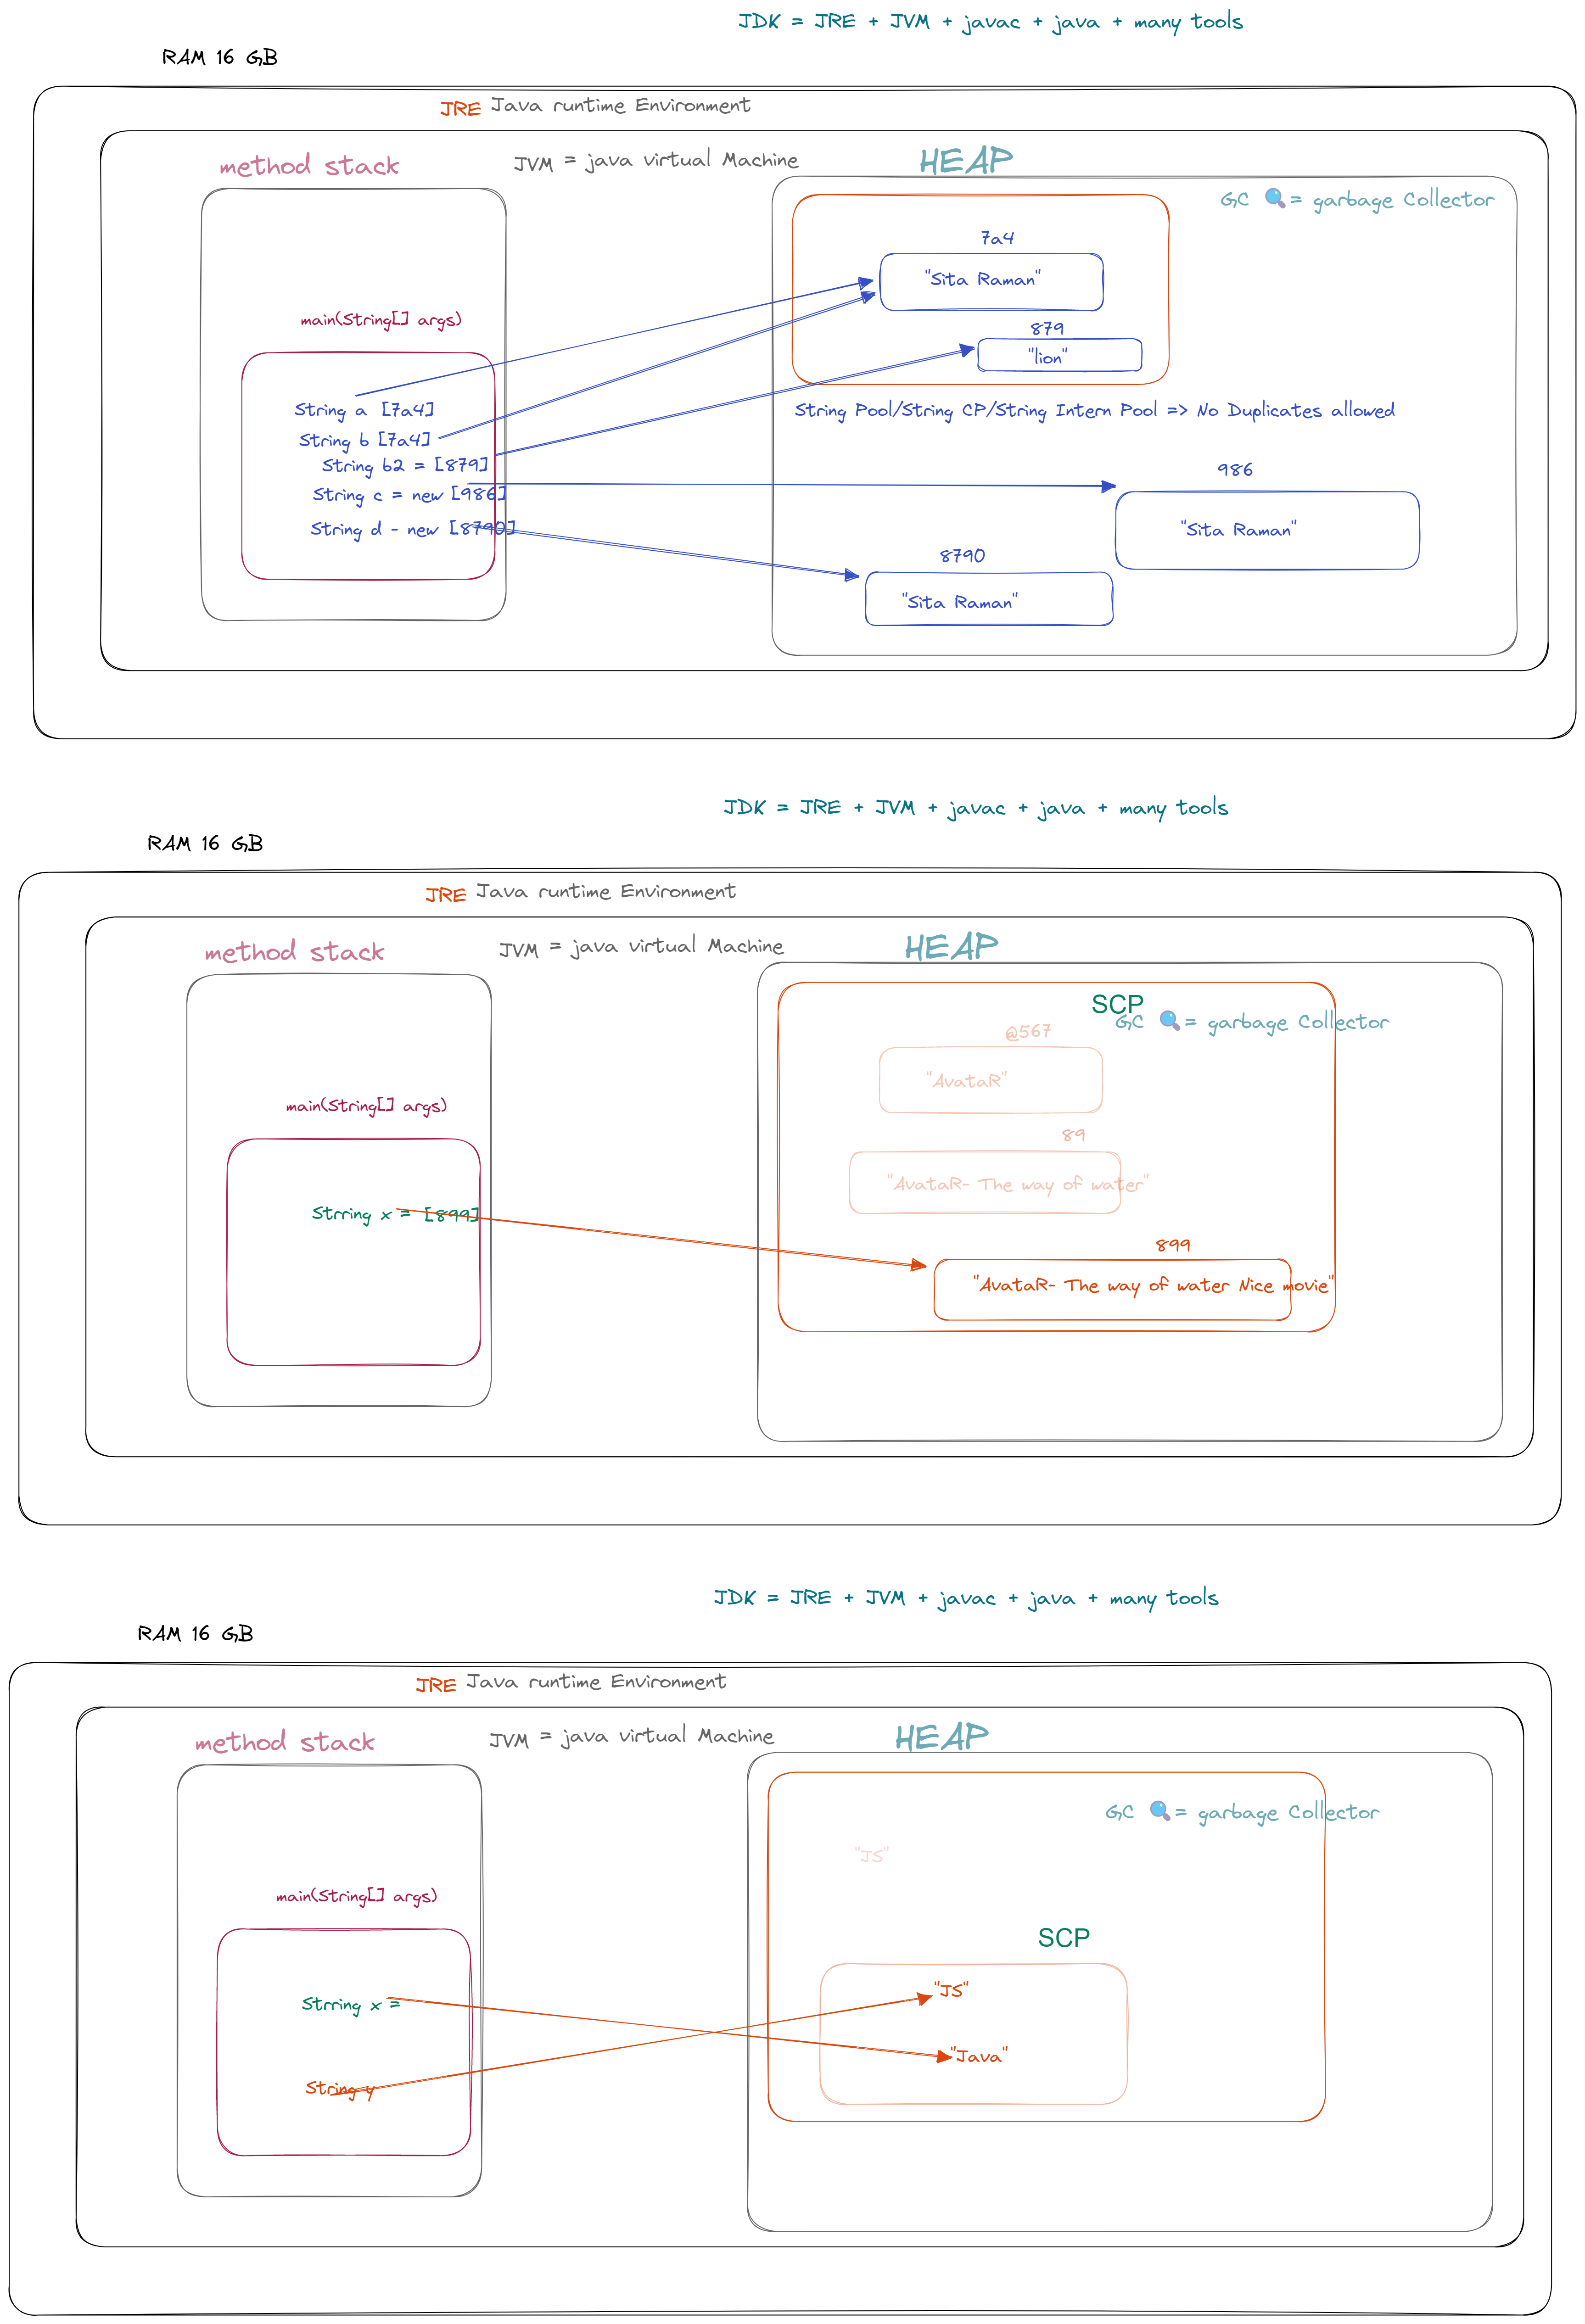 JDK = JRE + JVM + javac + java + many tools
RAM 16 GB
JRE Java runtime Environment
method stack
JVM = java virtual Machine
HEAP
GC 🔍 = garbage Collector
7a4
"Sita Raman"
main(String[] args)
879
"lion"
String a [7a4]
String Pool/String CP/String Intern Pool => No Duplicates allowed
String b [7a4]
String b2 = [879]
986
String c = new [986]
String d - new [8790]
"Sita Raman"
8790
"Sita Raman"
JDK = JRE + JVM + javac + java + many tools
RAM 16 GB
JRE Java runtime Environment
method stack
JVM = java virtual Machine
HEAP
SCP
GC 🔍 = garbage Collector
@567
"AvataR"
main(String[] args)
89
"AvataR- The way of water"
Strring x = [899]
899
"AvataR- The way of water Nice movie"
JDK = JRE + JVM + javac + java + many tools
RAM 16 GB
JRE Java runtime Environment
method stack
JVM = java virtual Machine
HEAP
GC 🔍 = garbage Collector
"JS"
main(String[] args)
SCP
"JS"
Strring x =
"Java"
String y